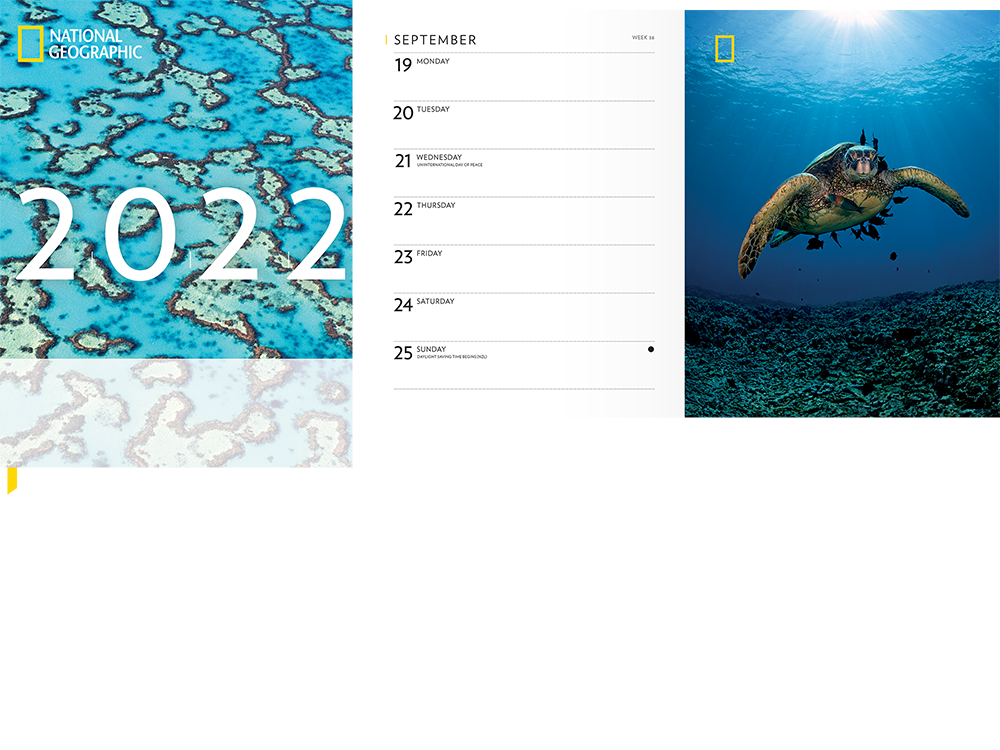 NATIONAL
GEOGRAPHIC
2022
SEPTEMBER
WEEK 38
19 MONDAY
20 TUESDAY
21 WEDNESDAY
UN INTERNATIONAL DAY OF PEACE
22 THURSDAY
23 FRIDAY
24 SATURDAY
25 SUNDAY
DAYLIGHT SAVING TIME BEGINS (NZL)